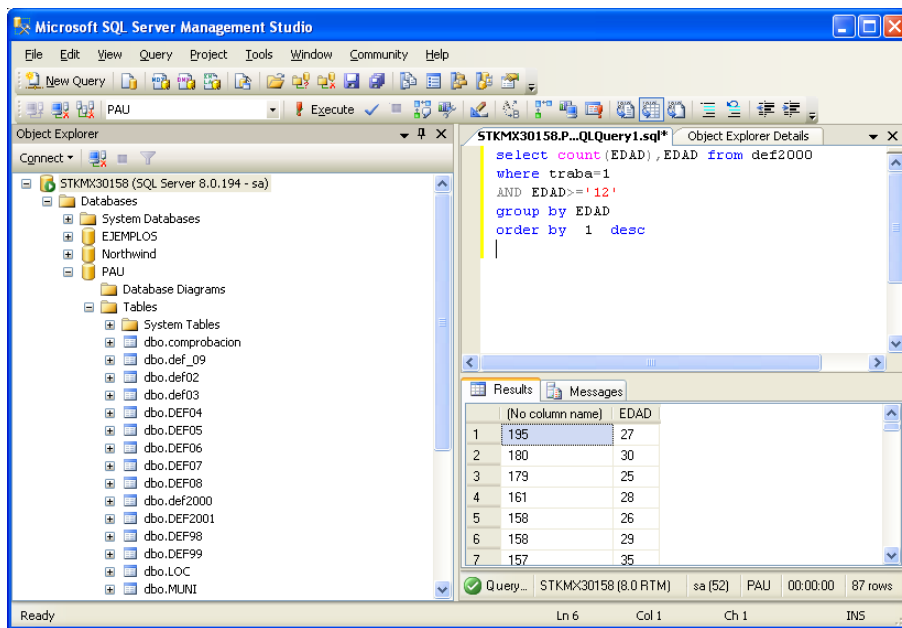 Microsoft SQL Server Management Studio
File Edit View Query Project Tools Window Community Help
New Query
PAU Execute
Object Explorer
Connect
STKMX30158 (SQL Server 8.0.194 - sa)
Databases
System Databases
EJEMPLOS
Northwind
PAU
Database Diagrams
Tables
System Tables
dbo.comprobacion
dbo.def_09
dbo.def02
dbo.def03
dbo.DEF04
dbo.DEF05
dbo.DEF06
dbo.DEF07
dbo.DEF08
dbo.def2000
dbo.DEF2001
dbo.DEF98
dbo.DEF99
dbo.LOC
dbo.MUNI
STKMX30158.P...QLQuery1.sql* Object Explorer Details
select count(EDAD),EDAD from def2000
where traba=1
AND EDAD>='12'
group by EDAD
order by 1 desc
Results Messages
(No column name) EDAD
1 195 27
2 180 30
3 179 25
4 161 28
5 158 26
6 158 29
7 157 35
Query... STKMX30158 (8.0 RTM) sa (52) PAU 00:00:00 87 rows
Ready Ln 6 Col 1 Ch 1 INS